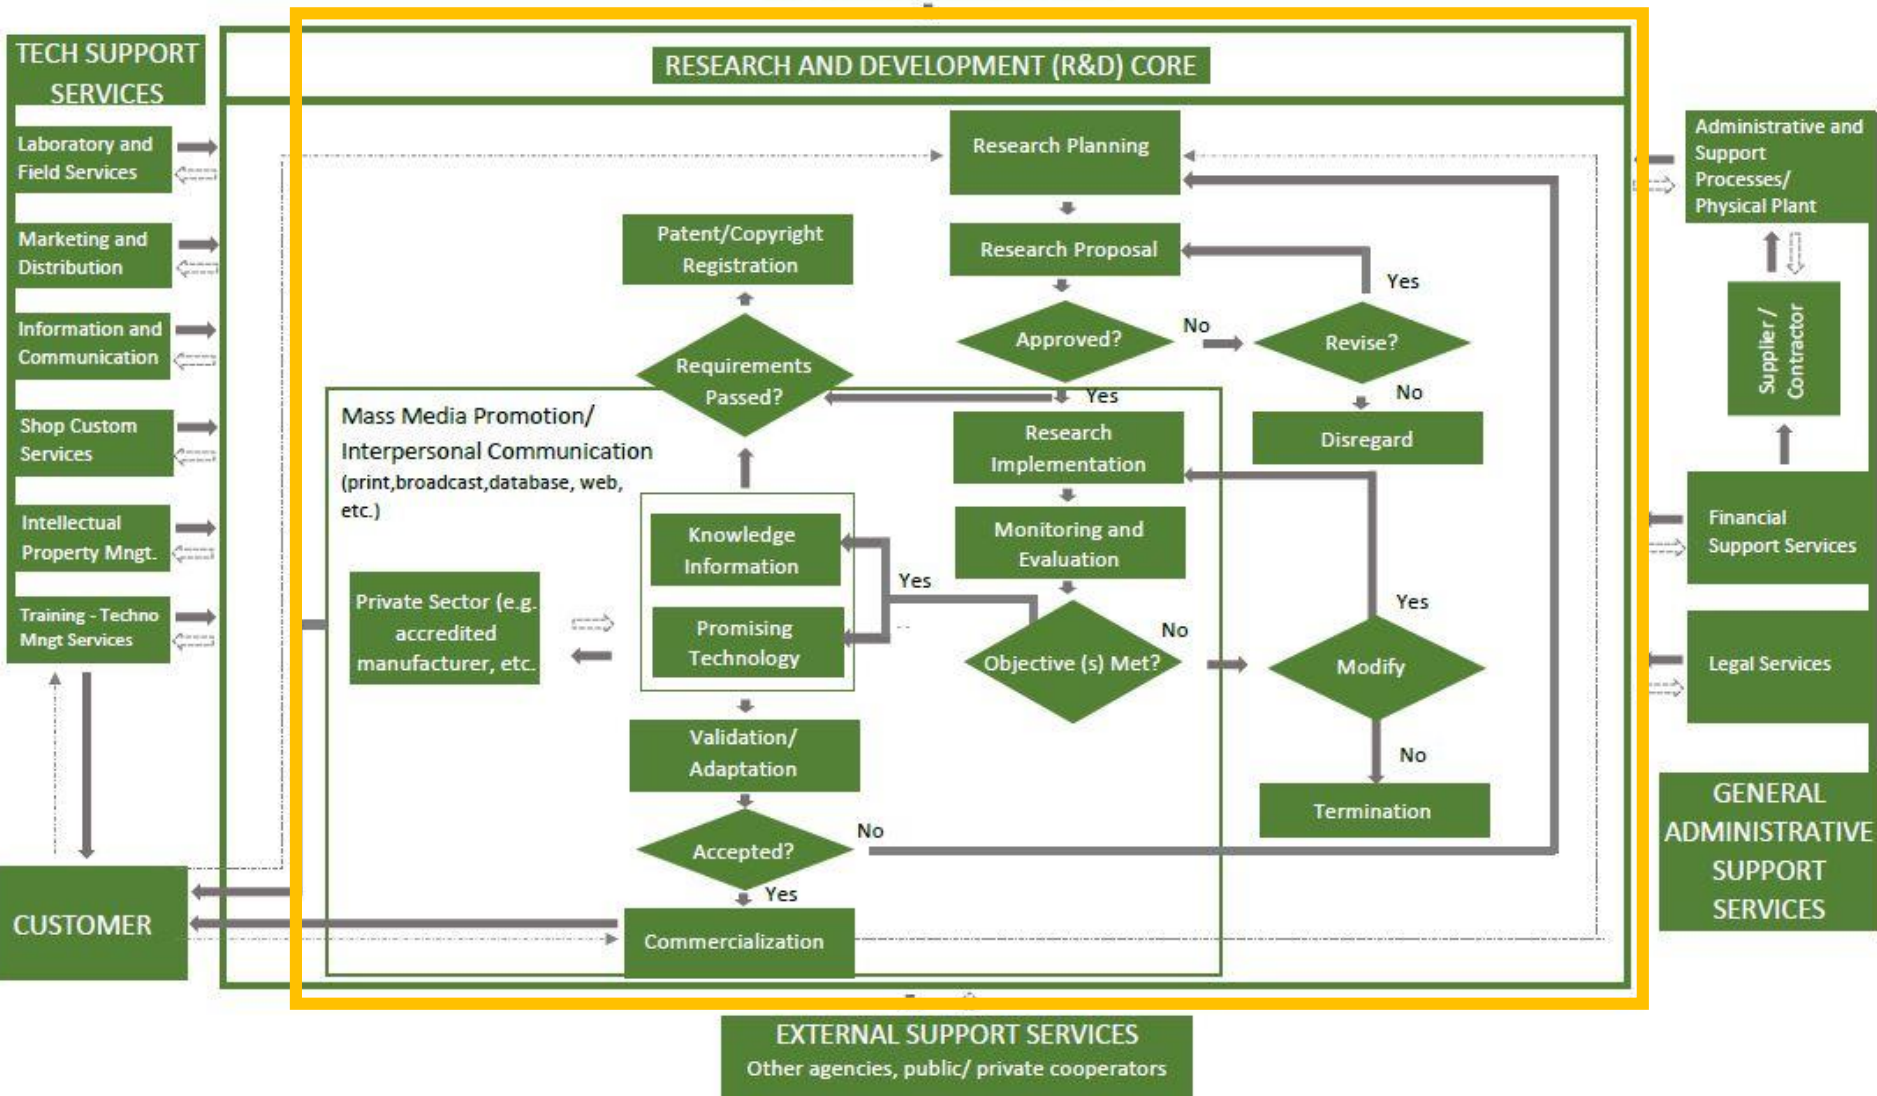 TECH SUPPORT
SERVICES
Laboratory and
Field Services
Marketing and
Distribution
Information and
Communication
Shop Custom
Services
Intellectual
Property Mngt.
Training - Techno
Mngt Services
CUSTOMER
RESEARCH AND DEVELOPMENT (R&D) CORE
Research Planning
Research Proposal
Approved?
No
Revise?
Yes
No
Disregard
Yes
Patent/Copyright
Registration
Requirements
Passed?
Mass Media Promotion/
Interpersonal Communication
(print,broadcast,database, web,
etc.)
Research
Implementation
Monitoring and
Evaluation
Objective (s) Met?
Yes
No
Modify
Yes
No
Termination
Knowledge
Information
Promising
Technology
Private Sector (e.g.
accredited
manufacturer, etc.
Validation/
Adaptation
Accepted?
No
Yes
Commercialization
Administrative and
Support
Processes/
Physical Plant
Supplier /
Contractor
Financial
Support Services
Legal Services
GENERAL
ADMINISTRATIVE
SUPPORT
SERVICES
EXTERNAL SUPPORT SERVICES
Other agencies, public/ private cooperators